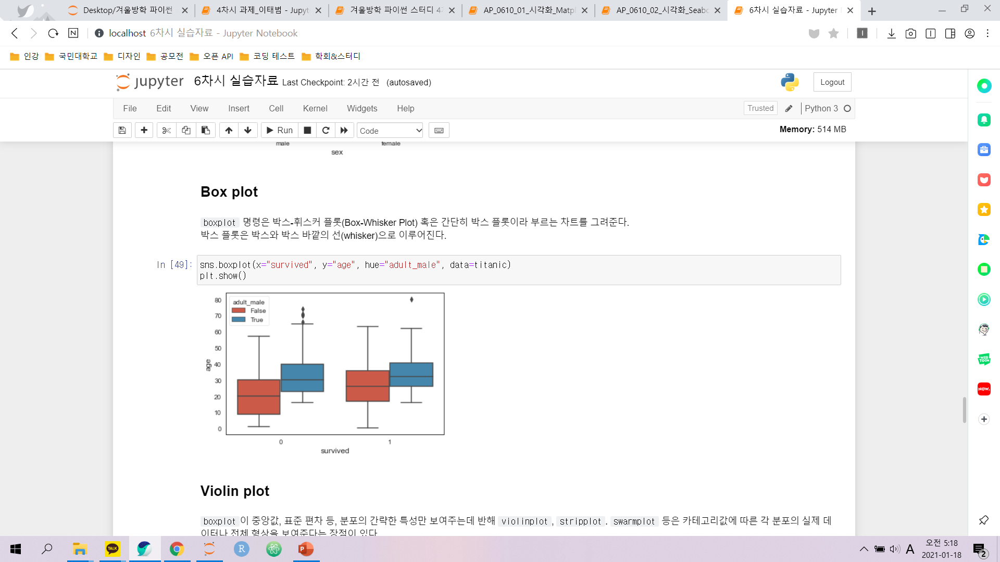 Desktop/겨울방학 파이썬
4차시 과제_이태범 - Jupyt
겨울방학 파이썬 스터디 4
AP_0610_01_시각화_Matp
AP_0610_02_시각화_Seabo
6차시 실습자료 - Jupyter
N
localhost 6차시 실습자료 - Jupyter Notebook
인강
국민대학교
디자인
공모전
오픈 API
코딩 테스트
학회&스터디
jupyter 6차시 실습자료 Last Checkpoint: 2시간 전 (autosaved)
Logout
File Edit View Insert Cell Kernel Widgets Help
Trusted
Python 3
Run
Code
Memory: 514 MB
male female
sex
Box plot
boxplot 명령은 박스-휘스커 플롯(Box-Whisker Plot) 혹은 간단히 박스 플롯이라 부르는 차트를 그려준다.
박스 플롯은 박스와 박스 바깥의 선(whisker)으로 이루어진다.
In [49]: sns.boxplot(x="survived", y="age", hue="adult_male", data=titanic)
plt.show()
adult_male
False
True
80
70
60
50
40
30
20
10
0
age
0 1
survived
Violin plot
boxplot 이 중앙값, 표준 편차 등, 분포의 간략한 특성만 보여주는데 반해 violinplot , stripplot . swarmplot 등은 카테고리값에 따른 각 분포의 실제 데
이터나 전체 형상을 보여준다는 장점이 있다
WEB
TOON
NOW.
TALK
R
P
A
오전 5:18
2021-01-18
2